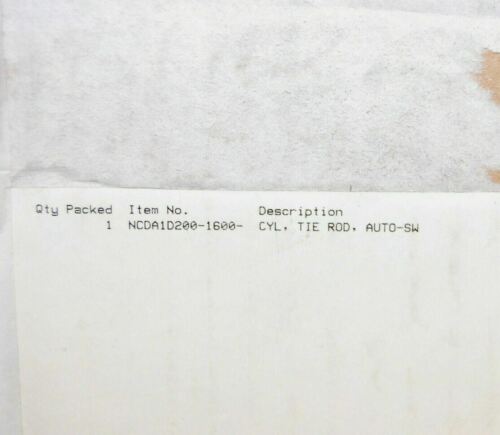 Qty Packed Item No. Description
1 NCDA1D200-1600- CYL, TIE ROD, AUTO-SW